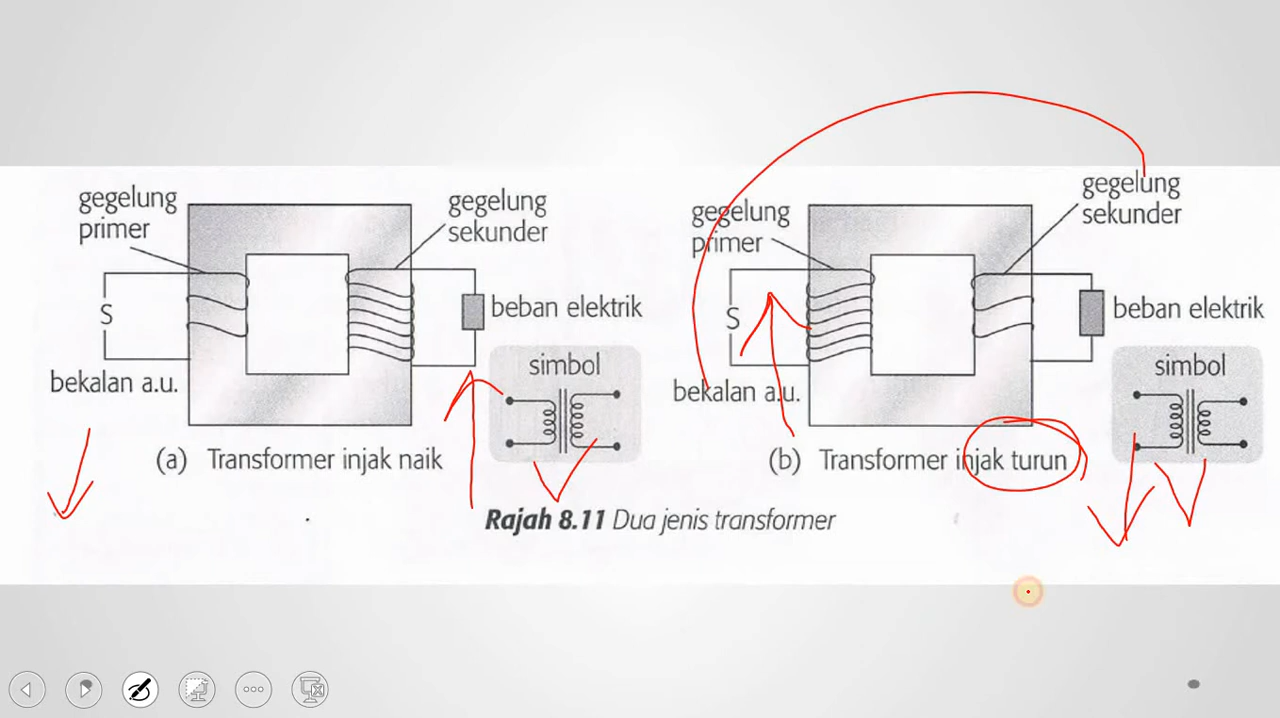 gegelung
primer
gegelung
sekunder
S
beban elektrik
bekalan a.u.
simbol
(a) Transformer injak naik
gegelung
primer
gegelung
sekunder
S
beban elektrik
bekalan a.u.
simbol
(b) Transformer injak turun
Rajah 8.11 Dua jenis transformer